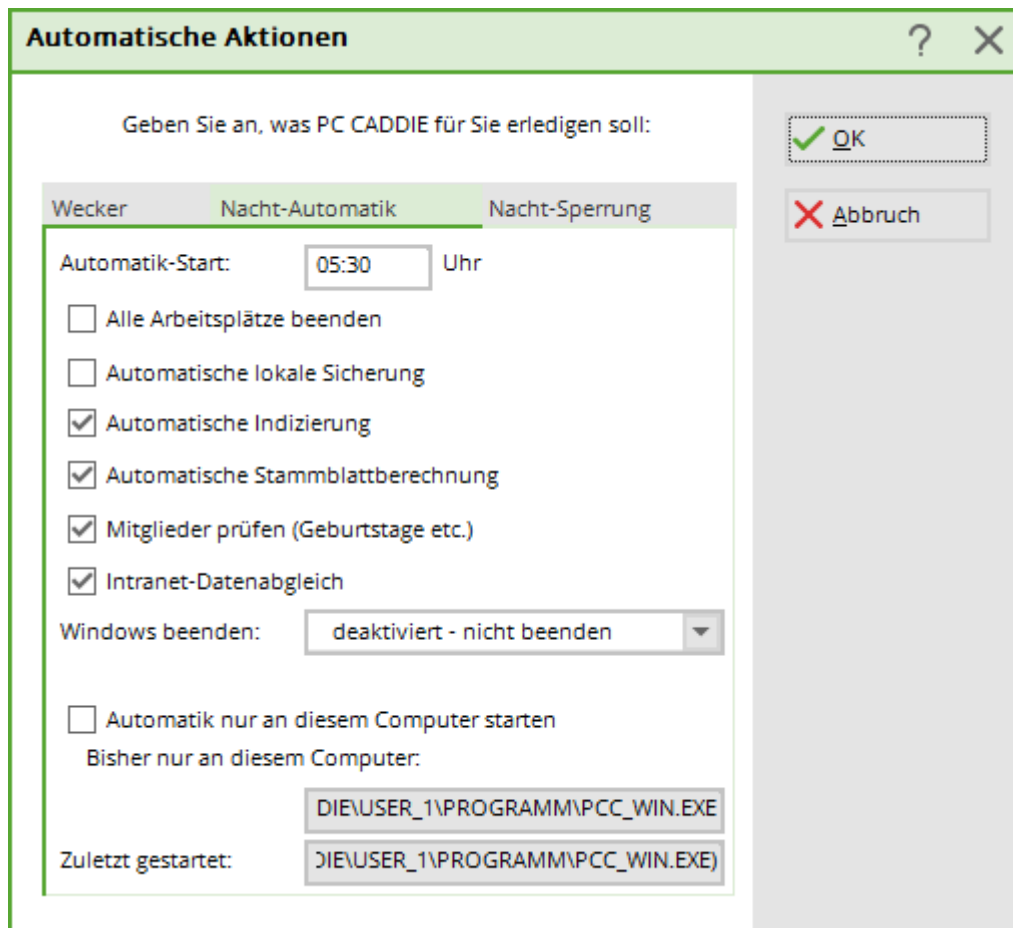 Automatische Aktionen
Geben Sie an, was PC CADDIE für Sie erledigen soll:
OK
Abbruch
Wecker Nacht-Automatik Nacht-Sperrung
Automatik-Start: 05:30 Uhr
Alle Arbeitsplätze beenden
Automatische lokale Sicherung
Automatische Indizierung
Automatische Stammblattberechnung
Mitglieder prüfen (Geburtstage etc.)
Intranet-Datenabgleich
Windows beenden: deaktiviert - nicht beenden
Automatik nur an diesem Computer starten
Bisher nur an diesem Computer:
DIE\USER_1\PROGRAMM\PCC_WIN.EXE
Zuletzt gestartet: DIE\USER_1\PROGRAMM\PCC_WIN.EXE)